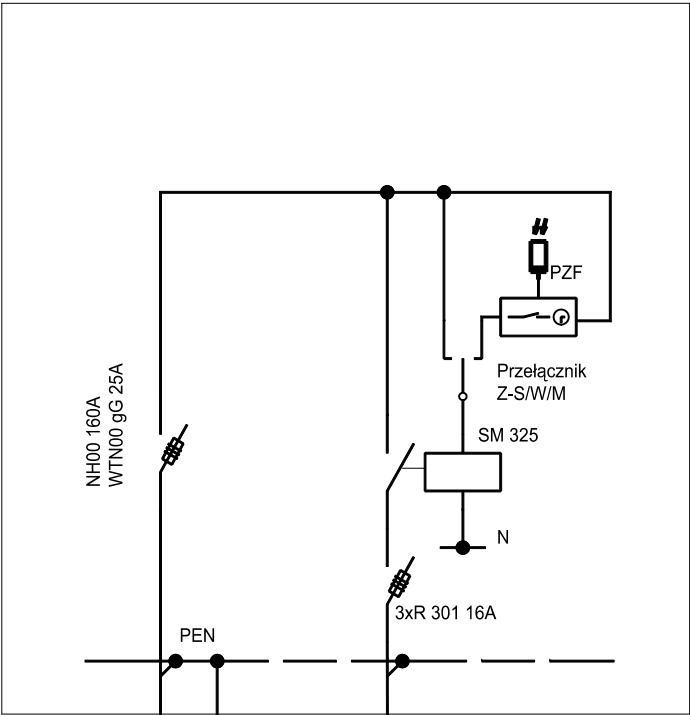 PZF
Przełącznik
Z-S/W/M
NH00 160A
WTN00 gG 25A
SM 325
N
3xR 301 16A
PEN